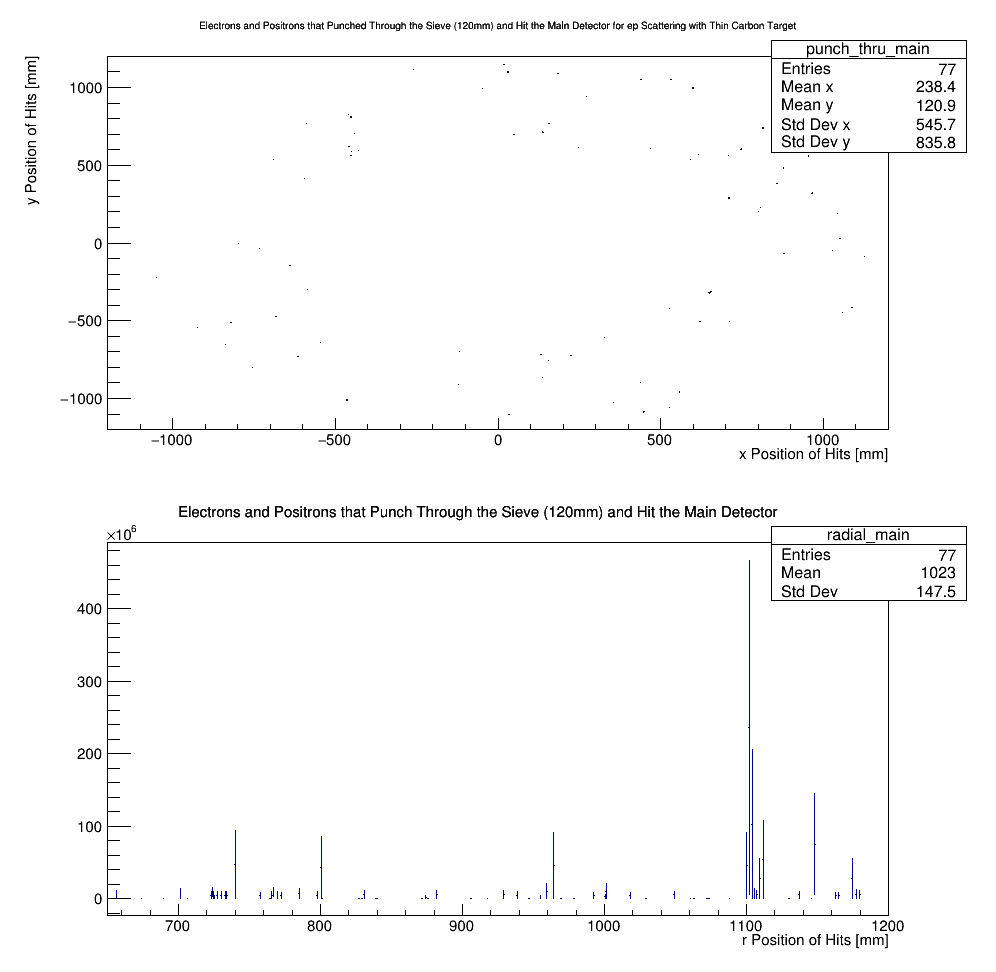 Electrons and Positrons that Punched Through the Sieve (120mm) and Hit the Main Detector for ep Scattering with Thin Carbon Target
punch_thru_main
Entries 77
Mean x 238.4
Mean y 120.9
Std Dev x 545.7
Std Dev y 835.8
y Position of Hits [mm]
1000
500
0
−500
−1000
−1000 −500 0 500 1000
x Position of Hits [mm]
Electrons and Positrons that Punch Through the Sieve (120mm) and Hit the Main Detector
×10⁶
radial_main
Entries 77
Mean 1023
Std Dev 147.5
400
300
200
100
0
700 800 900 1000 1100 1200
r Position of Hits [mm]